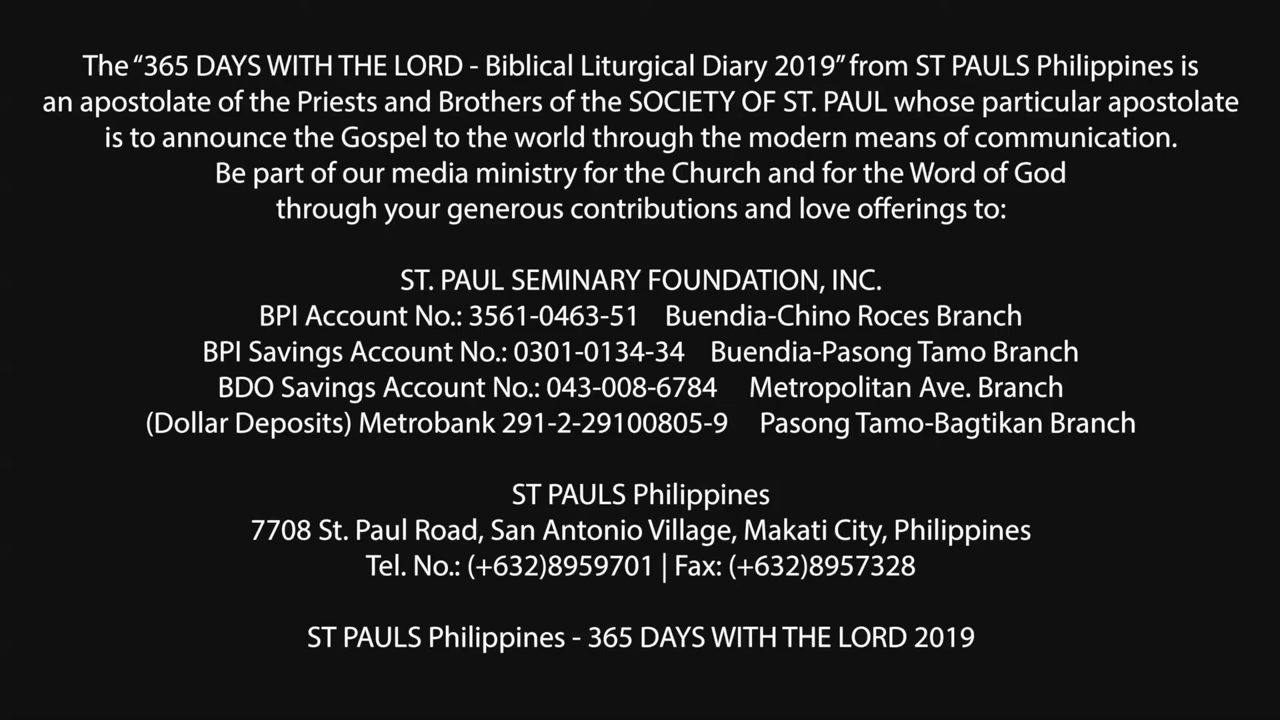 The “365 DAYS WITH THE LORD - Biblical Liturgical Diary 2019” from ST PAULS Philippines is
an apostolate of the Priests and Brothers of the SOCIETY OF ST. PAUL whose particular apostolate
is to announce the Gospel to the world through the modern means of communication.
Be part of our media ministry for the Church and for the Word of God
through your generous contributions and love offerings to:
ST. PAUL SEMINARY FOUNDATION, INC.
BPI Account No.: 3561-0463-51 Buendia-Chino Roces Branch
BPI Savings Account No.: 0301-0134-34 Buendia-Pasong Tamo Branch
BDO Savings Account No.: 043-008-6784 Metropolitan Ave. Branch
(Dollar Deposits) Metrobank 291-2-29100805-9 Pasong Tamo-Bagtikan Branch
ST PAULS Philippines
7708 St. Paul Road, San Antonio Village, Makati City, Philippines
Tel. No.: (+632)8959701 | Fax: (+632)8957328
ST PAULS Philippines - 365 DAYS WITH THE LORD 2019